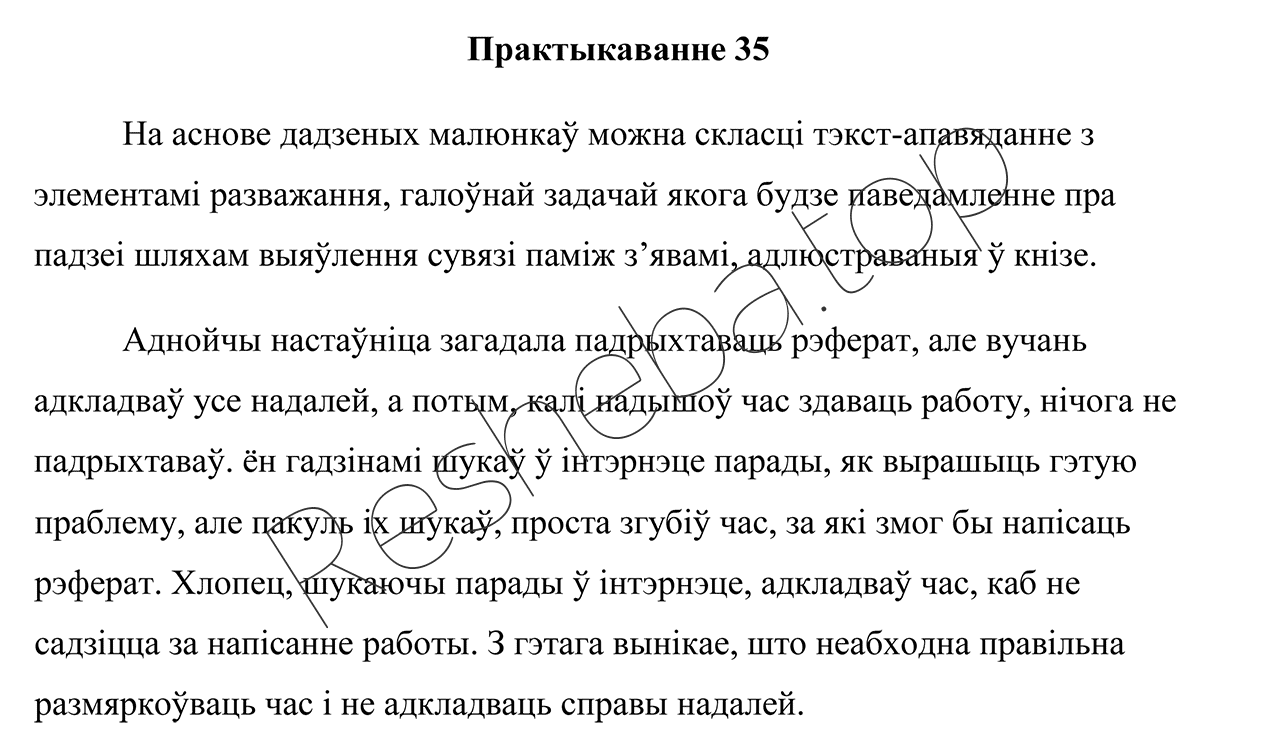 Практыкаванне 35
На аснове дадзеных малюнкаў можна скласці тэкст-апавяданне з
элементамі разважання, галоўнай задачай якога будзе паведамленне пра
падзеі шляхам выяўлення сувязі паміж з’явамі, адлюстраваныя ў кнізе.
Аднойчы настаўніца загадала падрыхтаваць рэферат, але вучань
адкладваў усе надалей, а потым, калі надышоў час здаваць работу, нічога не
падрыхтаваў. ён гадзінамі шукаў ў інтэрнэце парады, як вырашыць гэтую
праблему, але пакуль іх шукаў, проста згубіў час, за які змог бы напісаць
рэферат. Хлопец, шукаючы парады ў інтэрнэце, адкладваў час, каб не
садзіцца за напісанне работы. З гэтага вынікае, што неабходна правільна
размяркоўваць час і не адкладваць справы надалей.
Resheba.top